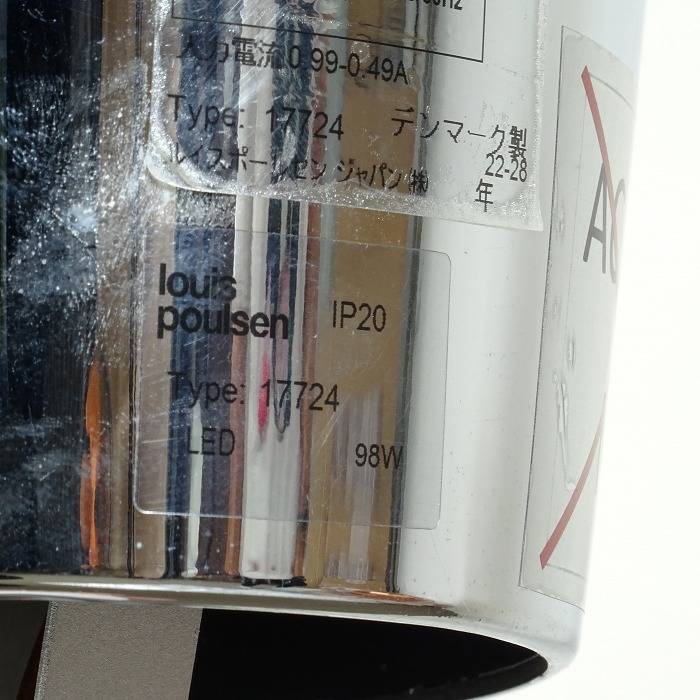 入力電流 0.99-0.49A
Type: 17724 デンマーク製
ルイスポールセン ジャパン ㈱ 22-28
年
louis
poulsen IP20
Type: 17724
LED 98W